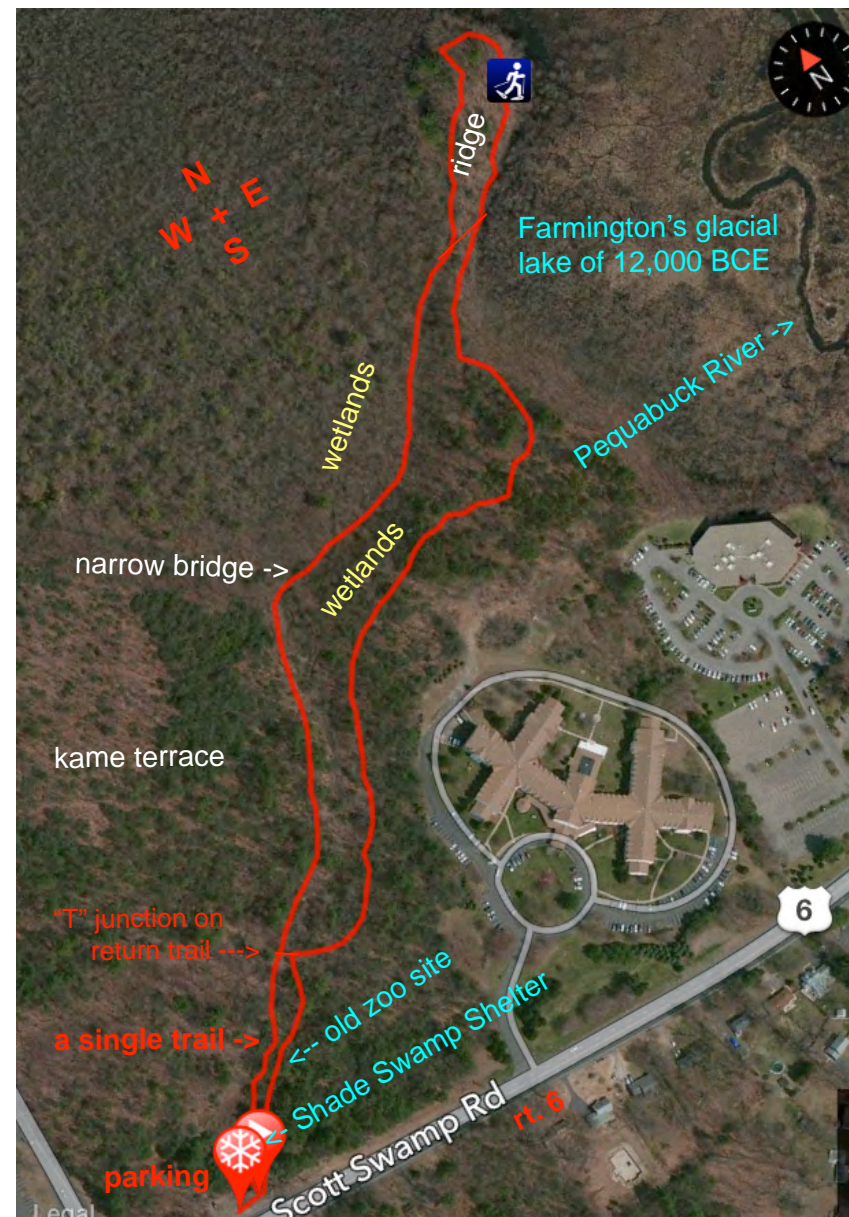 N
N
W + E
S
ridge
Farmington's glacial
lake of 12,000 BCE
Pequabuck River ->
wetlands
wetlands
narrow bridge ->
kame terrace
6
"T" junction on
return trail --->
<-- old zoo site
a single trail ->
<- Shade Swamp Shelter
rt. 6
Scott Swamp Rd
parking
Legal